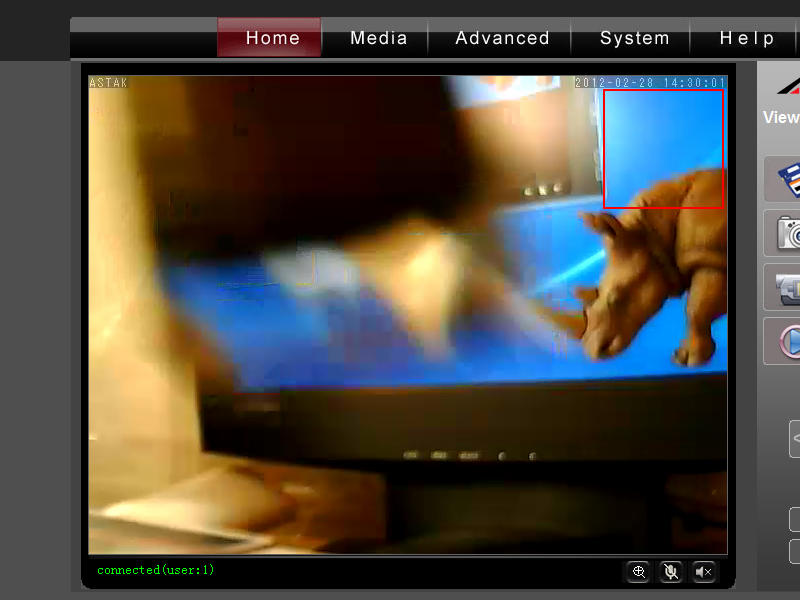 Home Media Advanced System Help
ASTAK 2012-02-28 14:30:01
View
connected(user:1)